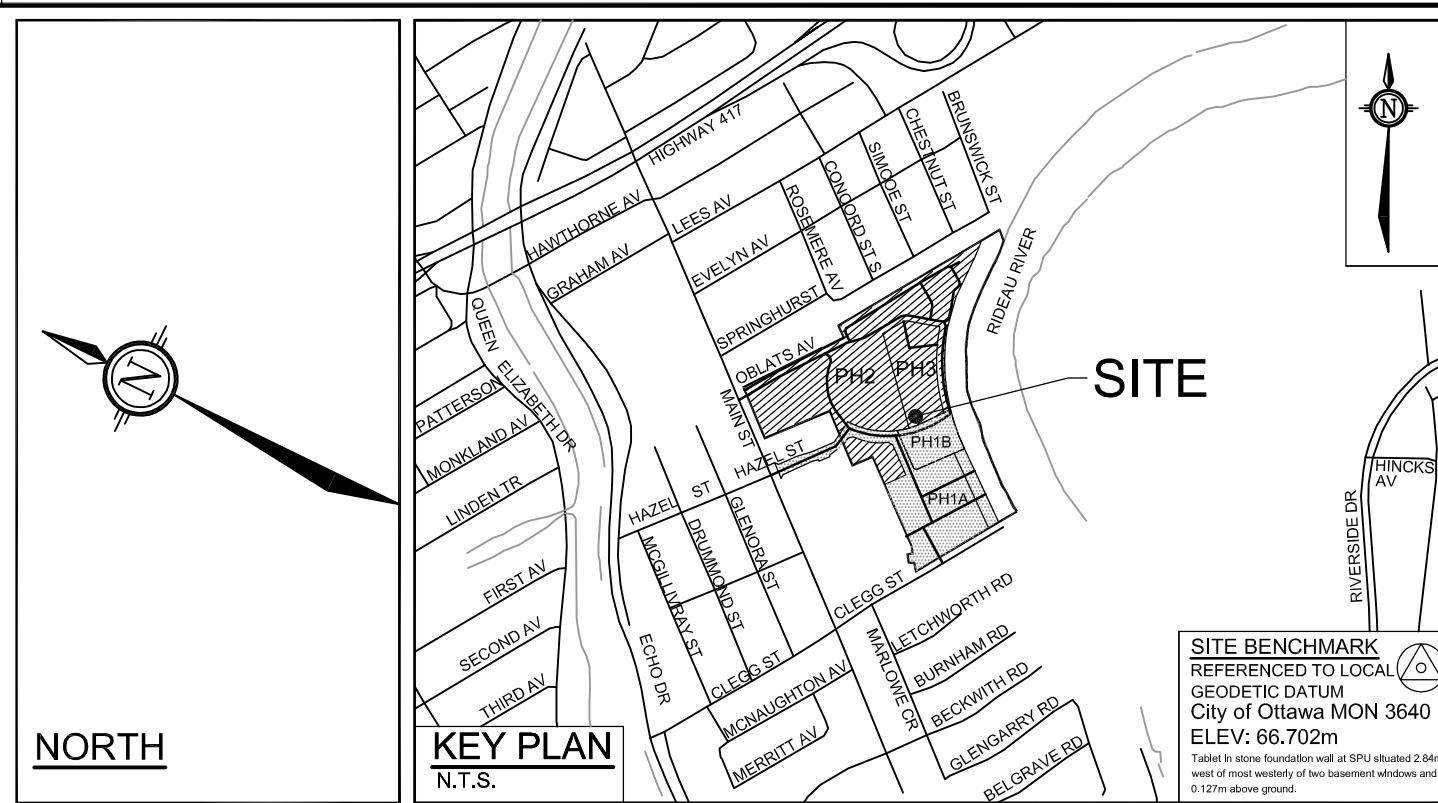 N
NORTH
KEY PLAN
N.T.S.
HIGHWAY 417
HAWTHORNE AV
GRAHAM AV
LEES AV
EVELYN AV
SPRINGHURST
OBLATS AV
ROSEMERE AV
CONCORD ST S
SIMCOE ST
CHESTNUT ST
BRUNSWICK ST
RIDEAU RIVER
QUEEN ELIZABETH DR
PATTERSON
MONKLAND AV
LINDEN TR
FIRST AV
SECOND AV
THIRD AV
MAIN ST
HAZEL ST
HAZEL ST
GLENORA ST
DRUMMOND ST
MCGILLIVRAY ST
ECHO DR
CLEGG ST
CLEGG ST
MCNAUGHTON AV
MERRITT AV
MARLOWE CR
LETCHWORTH RD
BURNHAM RD
BECKWITH RD
GLENGARRY RD
BELGRAVE RD
PH2
PH3
PH1B
PH1A
SITE
N
HINCKS
AV
RIVERSIDE DR
SITE BENCHMARK
REFERENCED TO LOCAL
GEODETIC DATUM
City of Ottawa MON 3640
ELEV: 66.702m
Tablet in stone foundation wall at SPU situated 2.84m
west of most westerly of two basement windows and
0.127m above ground.